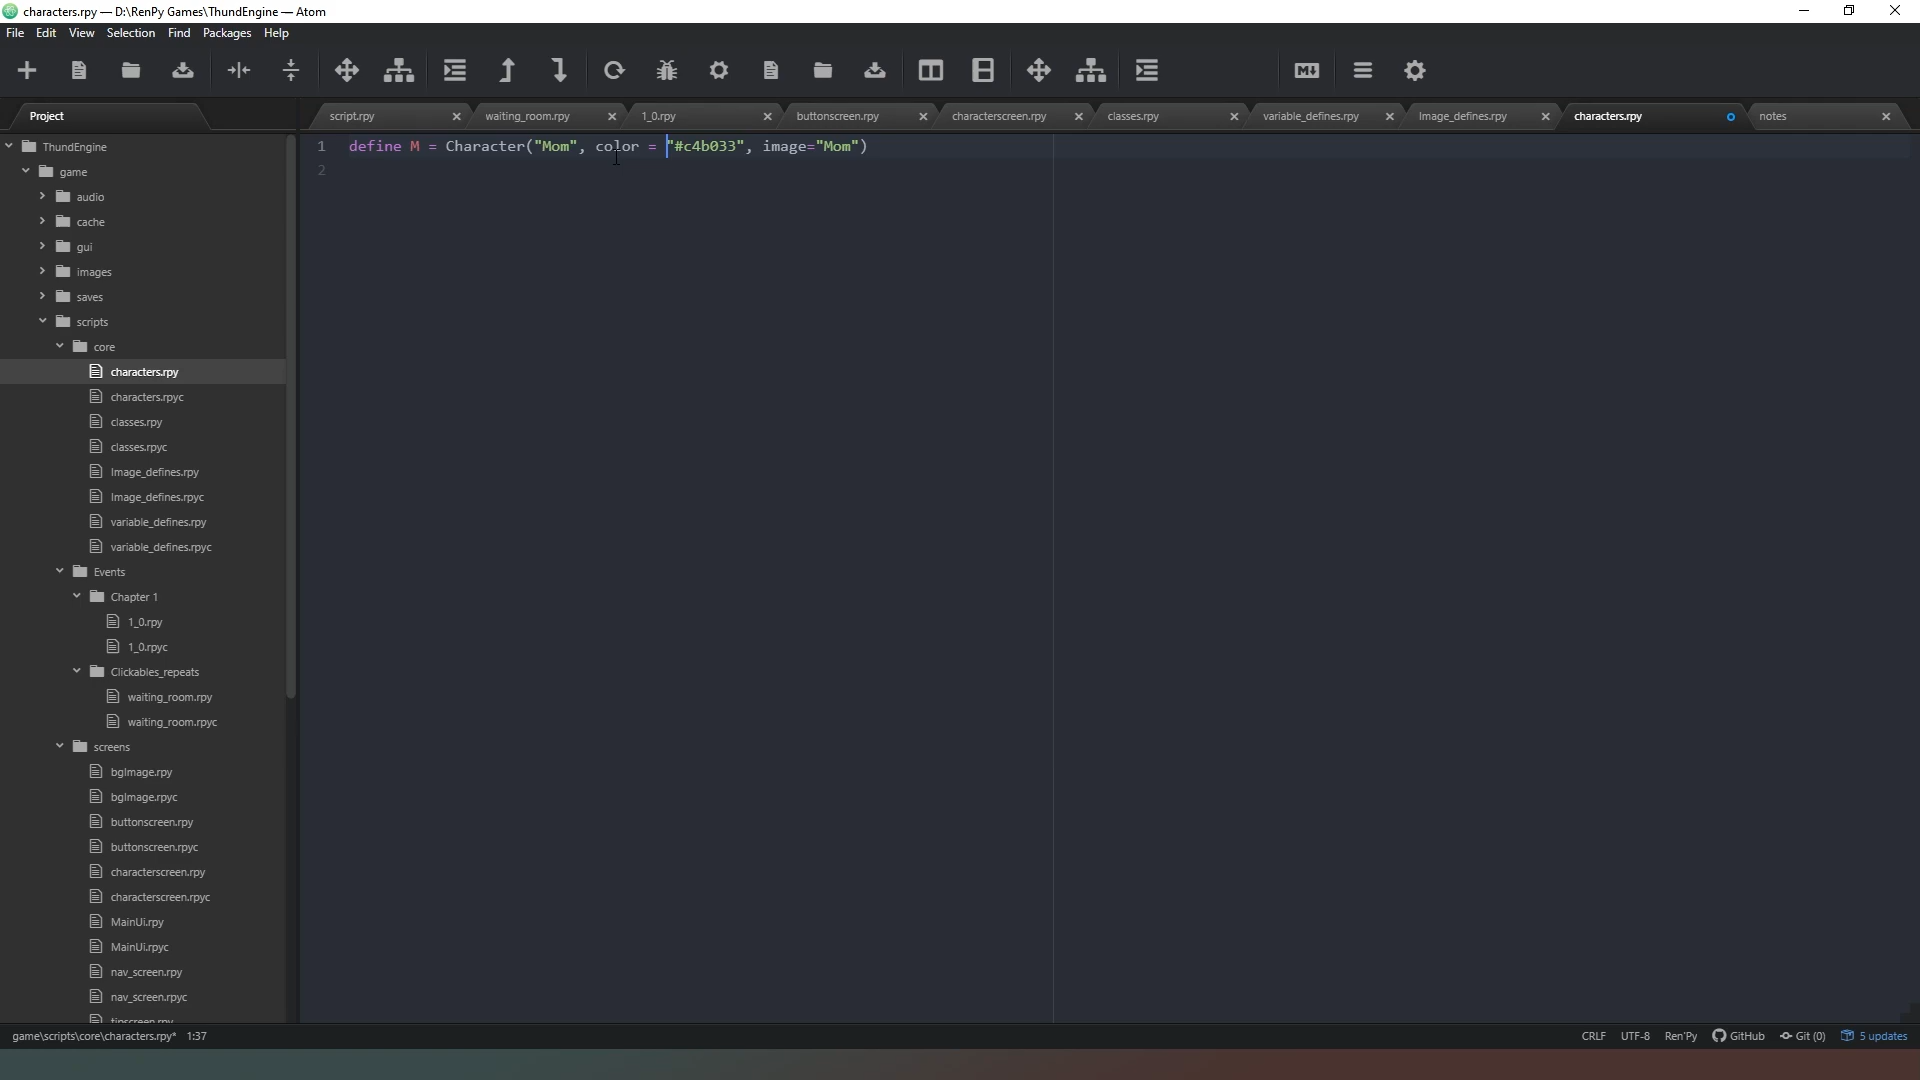 characters.rpy — D:\RenPy Games\ThundEngine — Atom
File Edit View Selection Find Packages Help
Project
script.rpy
waiting_room.rpy
1_0.rpy
buttonscreen.rpy
characterscreen.rpy
classes.rpy
variable_defines.rpy
Image_defines.rpy
characters.rpy
notes
1 define M = Character("Mom", color = "#c4b033", image="Mom")
2
ThundEngine
game
audio
cache
gui
images
saves
scripts
core
characters.rpy
characters.rpyc
classes.rpy
classes.rpyc
Image_defines.rpy
Image_defines.rpyc
variable_defines.rpy
variable_defines.rpyc
Events
Chapter 1
1_0.rpy
1_0.rpyc
Clickables_repeats
waiting_room.rpy
waiting_room.rpyc
screens
bgImage.rpy
bgImage.rpyc
buttonscreen.rpy
buttonscreen.rpyc
characterscreen.rpy
characterscreen.rpyc
MainUi.rpy
MainUi.rpyc
nav_screen.rpy
nav_screen.rpyc
game\scripts\core\characters.rpy* 1:37
CRLF UTF-8 Ren'Py GitHub Git (0) 5 updates